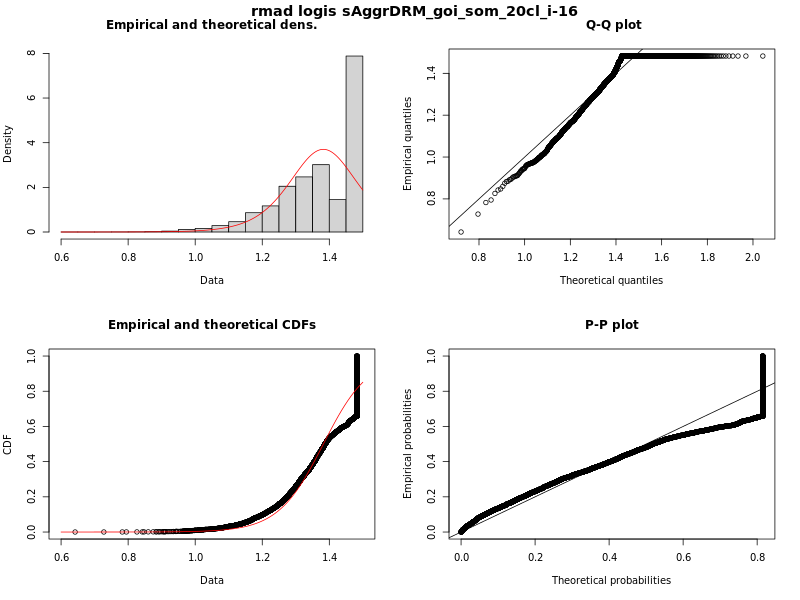 rmad logis sAggrDRM_goi_som_20cl_i-16
Empirical and theoretical dens.
Density
0 2 4 6 8
0.6 0.8 1.0 1.2 1.4
Data
Q-Q plot
Empirical quantiles
0.8 1.0 1.2 1.4
0.8 1.0 1.2 1.4 1.6 1.8 2.0
Theoretical quantiles
Empirical and theoretical CDFs
CDF
0.0 0.2 0.4 0.6 0.8 1.0
0.6 0.8 1.0 1.2 1.4
Data
P-P plot
Empirical probabilities
0.0 0.2 0.4 0.6 0.8 1.0
0.0 0.2 0.4 0.6 0.8
Theoretical probabilities